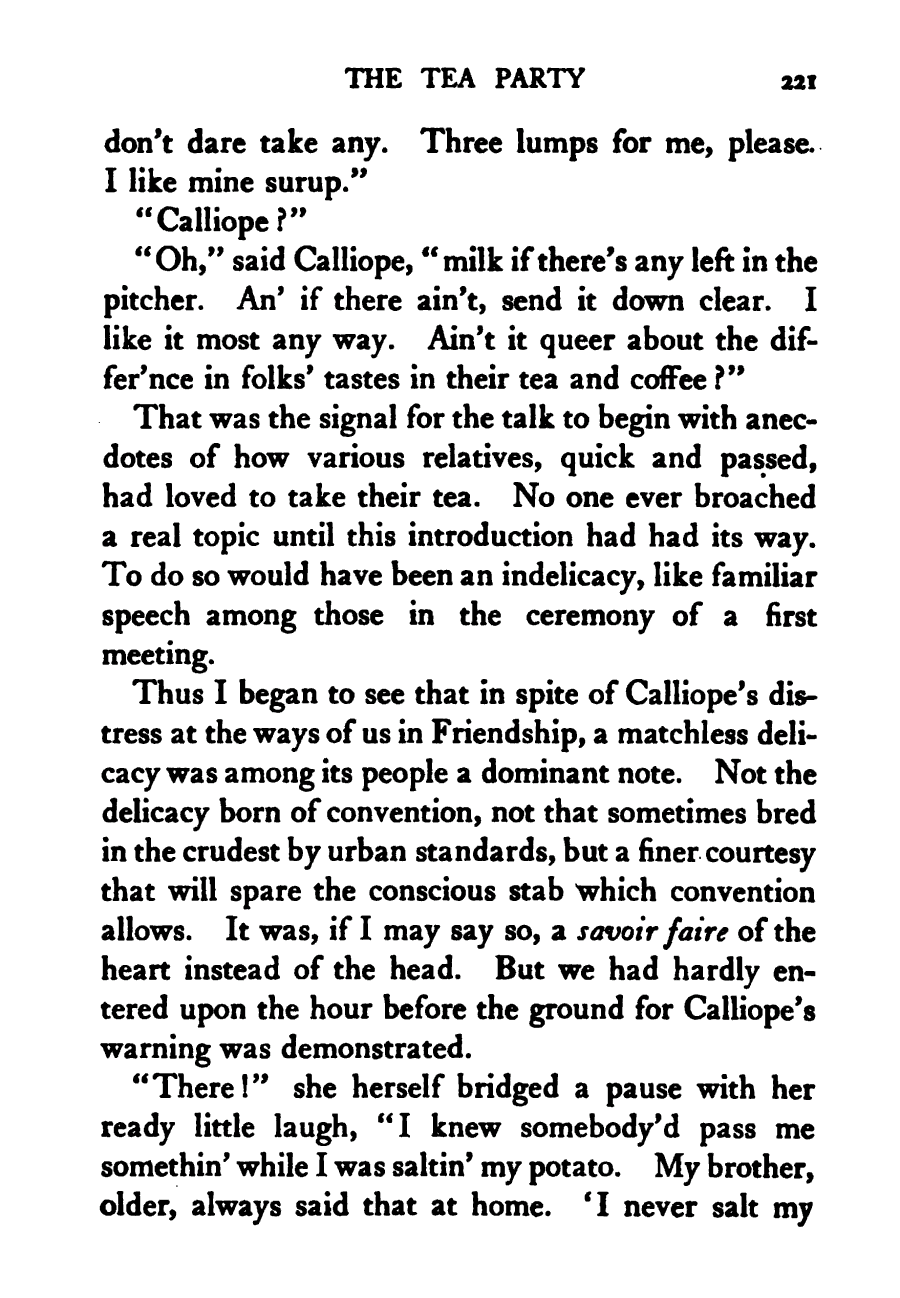 THE TEA PARTY 221
don't dare take any. Three lumps for me, please.
I like mine surup."
"Calliope?"
"Oh," said Calliope, "milk if there's any left in the
pitcher. An' if there ain't, send it down clear. I
like it most any way. Ain't it queer about the dif-
fer'nce in folks' tastes in their tea and coffee?"
That was the signal for the talk to begin with anec-
dotes of how various relatives, quick and passed,
had loved to take their tea. No one ever broached
a real topic until this introduction had had its way.
To do so would have been an indelicacy, like familiar
speech among those in the ceremony of a first
meeting.
Thus I began to see that in spite of Calliope's dis-
tress at the ways of us in Friendship, a matchless deli-
cacy was among its people a dominant note. Not the
delicacy born of convention, not that sometimes bred
in the crudest by urban standards, but a finer courtesy
that will spare the conscious stab which convention
allows. It was, if I may say so, a savoir faire of the
heart instead of the head. But we had hardly en-
tered upon the hour before the ground for Calliope's
warning was demonstrated.
"There!" she herself bridged a pause with her
ready little laugh, "I knew somebody'd pass me
somethin' while I was saltin' my potato. My brother,
older, always said that at home. 'I never salt my